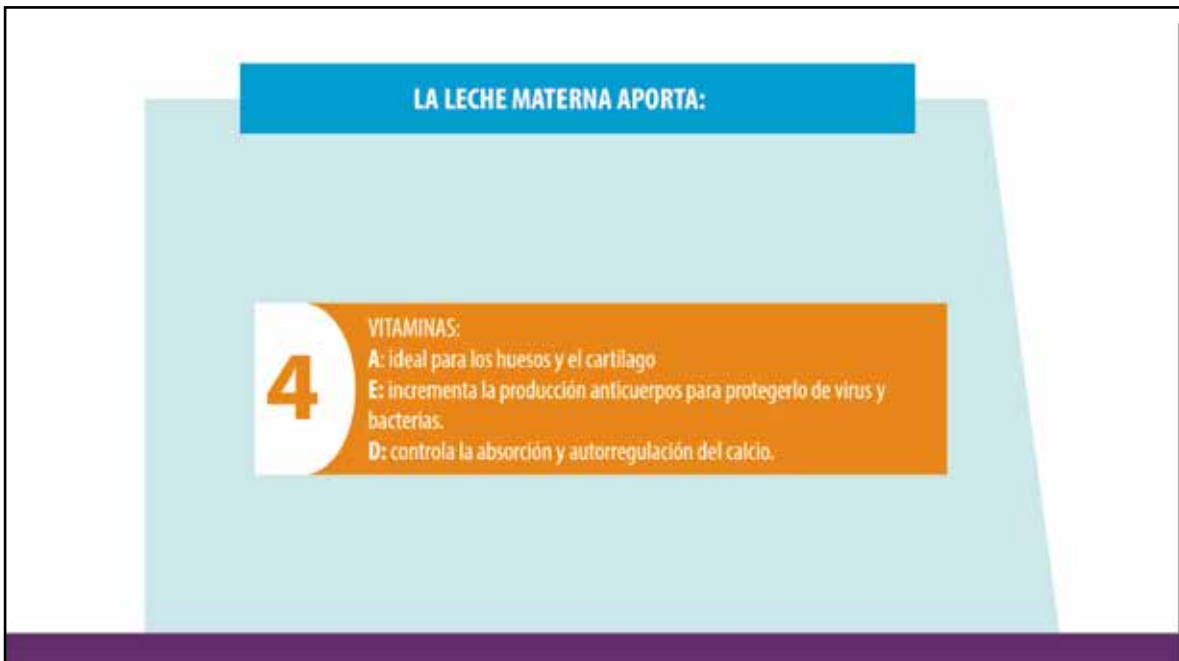 LA LECHE MATERNA APORTA:
4
VITAMINAS:
A: ideal para los huesos y el cartilago
E: incrementa la producción anticuerpos para protegerlo de virus y
bacterias.
D: controla la absorción y autorregulación del calcio.